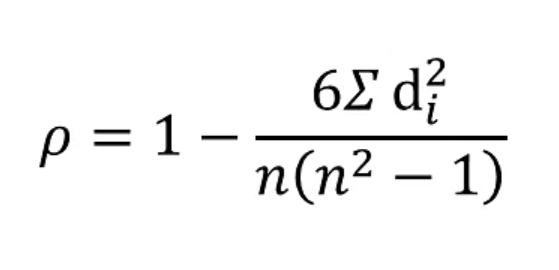 ρ = 1 − 6Σ d_i^2 / n(n^2 − 1)